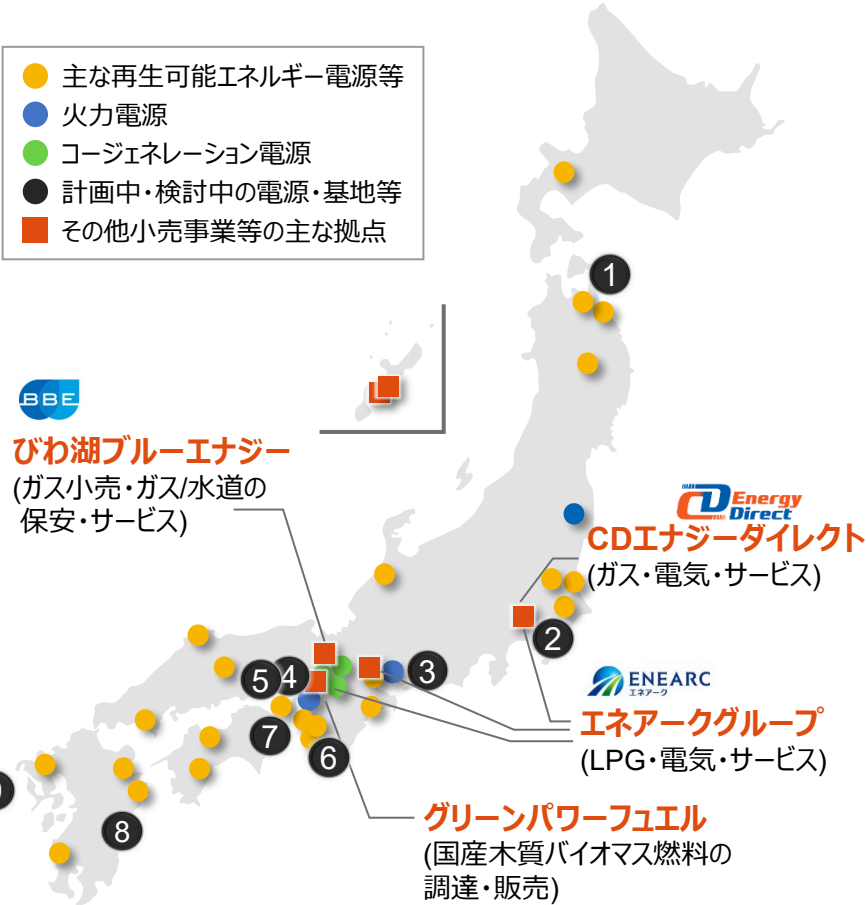 主な再生可能エネルギー電源等
火力電源
コージェネレーション電源
計画中・検討中の電源・基地等
その他小売事業等の主な拠点
1
BBE
びわ湖ブルーエナジー
(ガス小売・ガス/水道の
保安・サービス)
CD Energy
Direct
CDエナジーダイレクト
(ガス・電気・サービス)
2
5
4
3
ENEARC
エネアーク
エネアークグループ
(LPG・電気・サービス)
7
6
8
グリーンパワーフュエル
(国産木質バイオマス燃料の
調達・販売)